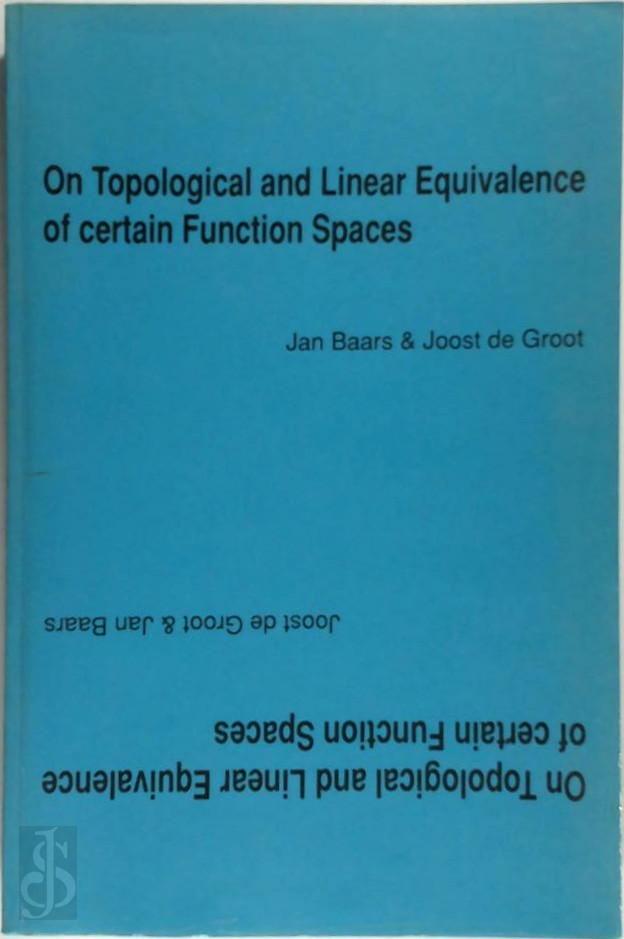 On Topological and Linear Equivalence
of certain Function Spaces
Jan Baars & Joost de Groot
Joost de Groot & Jan Baars
On Topological and Linear Equivalence
of certain Function Spaces